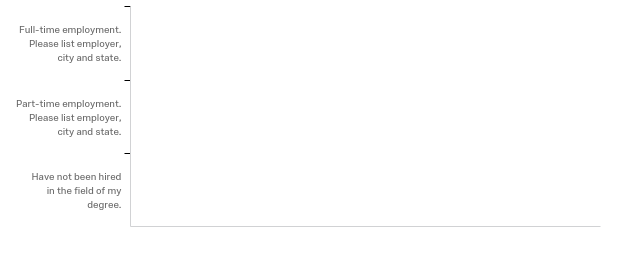 Full-time employment.
Please list employer,
city and state.
Part-time employment.
Please list employer,
city and state.
Have not been hired
in the field of my
degree.